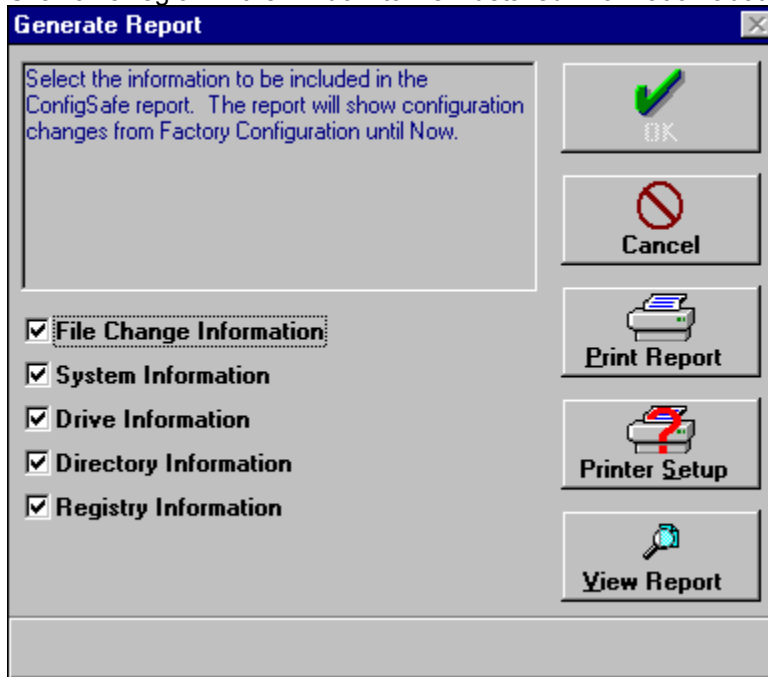 Generate Report
Select the information to be included in the
ConfigSafe report. The report will show configuration
changes from Factory Configuration until Now.
OK
Cancel
File Change Information
Print Report
System Information
Drive Information
Printer Setup
Directory Information
Registry Information
View Report